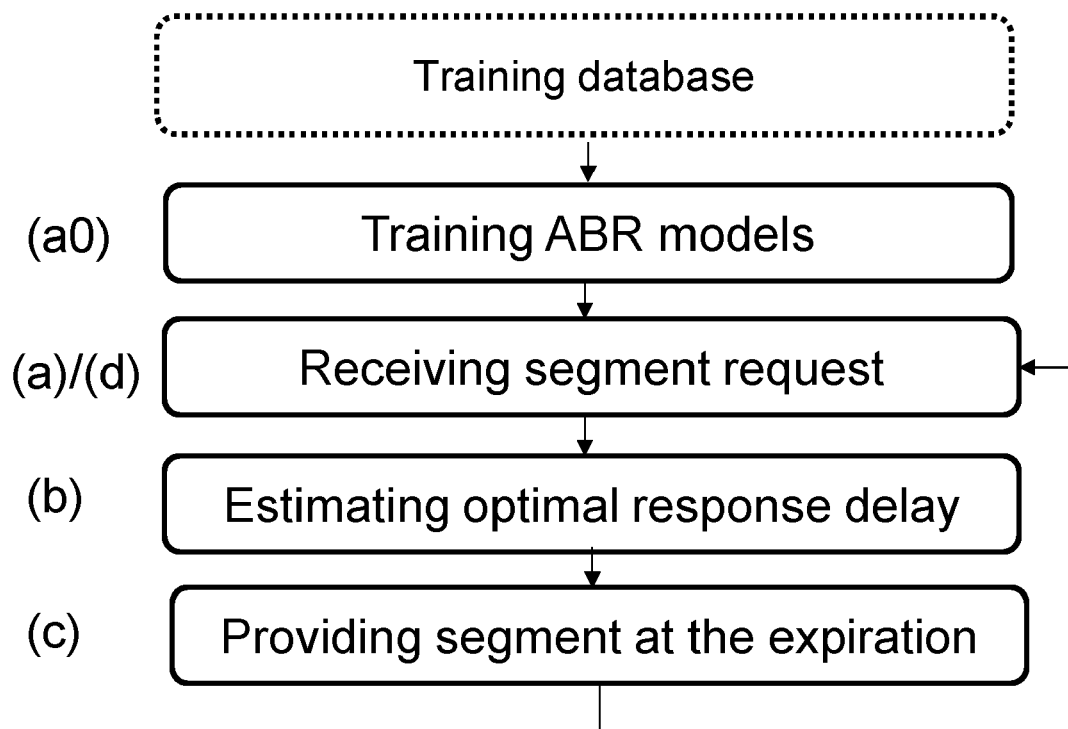 Training database
(a0) Training ABR models
(a)/(d) Receiving segment request
(b) Estimating optimal response delay
(c) Providing segment at the expiration